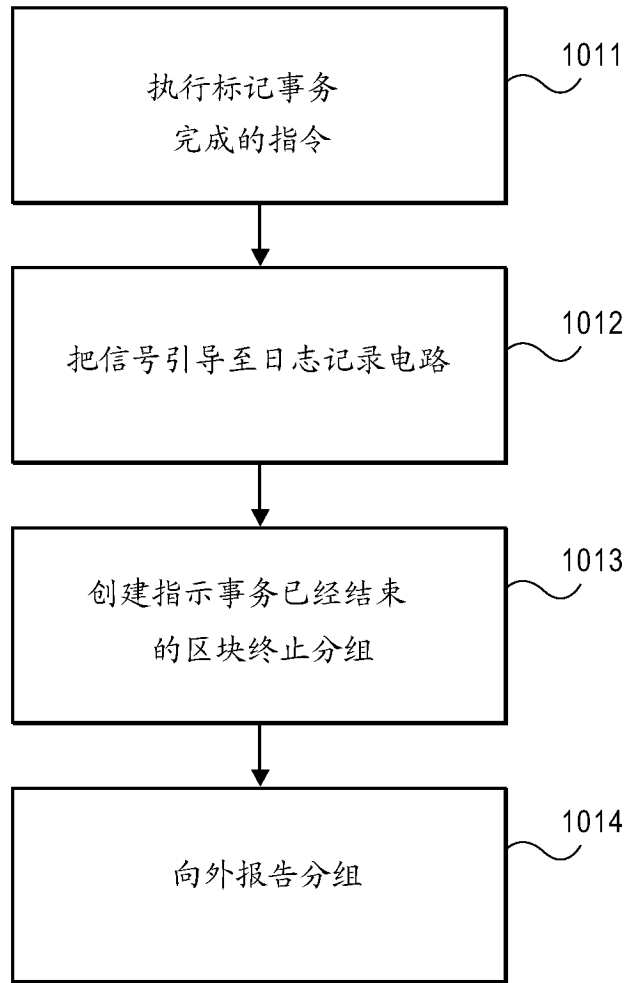 执行标记事务
完成的指令
1011
把信号引导至日志记录电路
1012
创建指示事务已经结束
的区块终止分组
1013
向外报告分组
1014